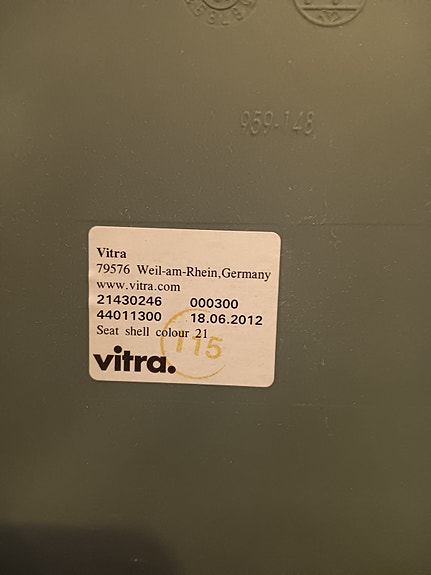 959-148
Vitra
79576 Weil-am-Rhein,Germany
www.vitra.com
21430246 000300
44011300 18.06.2012
Seat shell colour 21
115
vitra.